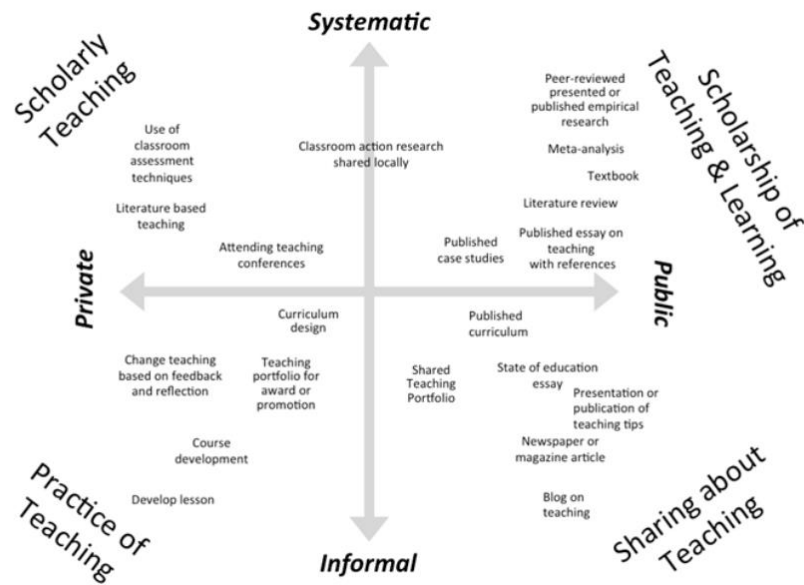 Systematic
Scholarly
Teaching
Scholarship of
Teaching & Learning
Peer-reviewed
presented or
published empirical
research
Use of
classroom
assessment
techniques
Classroom action research
shared locally
Meta-analysis
Textbook
Literature based
teaching
Literature review
Attending teaching
conferences
Published
case studies
Published essay on
teaching
with references
Private
Public
Curriculum
design
Published
curriculum
Change teaching
based on feedback
and reflection
Teaching
portfolio for
award or
promotion
Shared
Teaching
Portfolio
State of education
essay
Presentation or
publication of
teaching tips
Course
development
Newspaper or
magazine article
Develop lesson
Blog on
teaching
Practice of
Teaching
Sharing about
Teaching
Informal